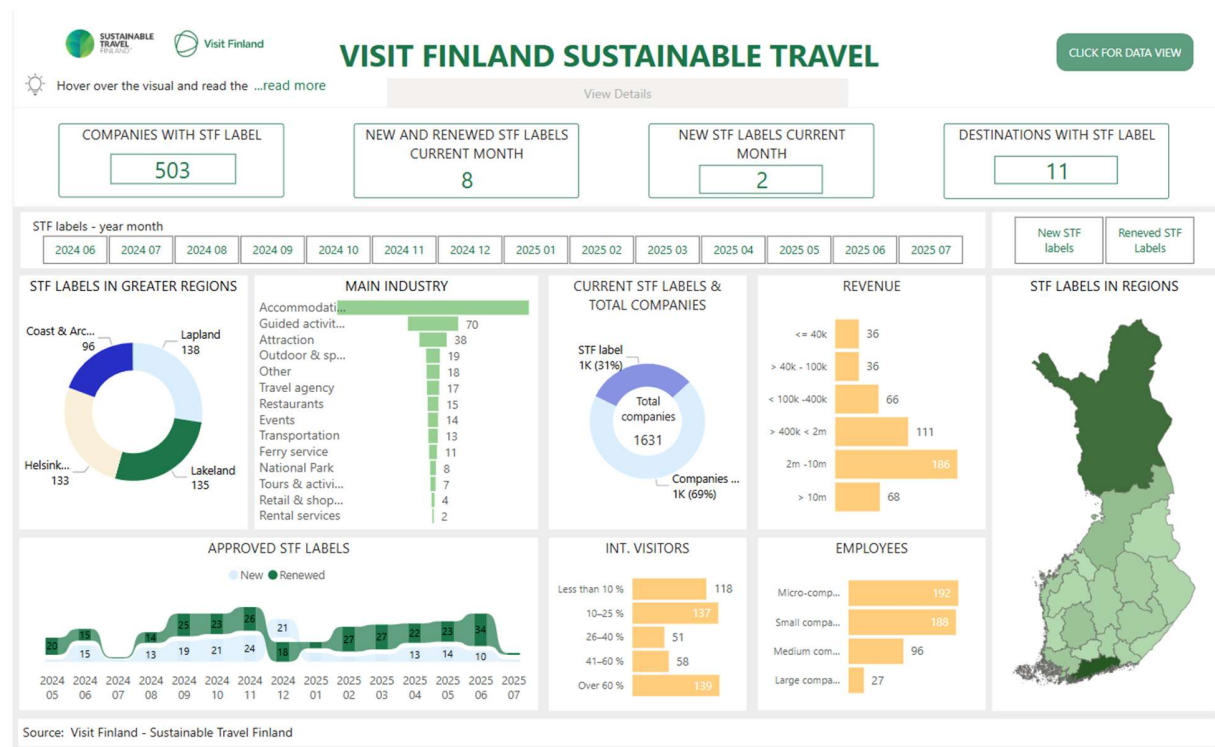 SUSTAINABLE
TRAVEL
FINLAND
Visit Finland
VISIT FINLAND SUSTAINABLE TRAVEL
CLICK FOR DATA VIEW
Hover over the visual and read the ...read more
View Details
COMPANIES WITH STF LABEL
503
NEW AND RENEWED STF LABELS
CURRENT MONTH
8
NEW STF LABELS CURRENT
MONTH
2
DESTINATIONS WITH STF LABEL
11
STF labels - year month
2024 06 2024 07 2024 08 2024 09 2024 10 2024 11 2024 12 2025 01 2025 02 2025 03 2025 04 2025 05 2025 06 2025 07
New STF
labels
Reneved STF
Labels
STF LABELS IN GREATER REGIONS
Coast & Arc...
96
Lapland
138
Helsink...
133
Lakeland
135
MAIN INDUSTRY
Accommodati...
Guided activit... 70
Attraction 38
Outdoor & sp... 19
Other 18
Travel agency 17
Restaurants 15
Events 14
Transportation 13
Ferry service 11
National Park 8
Tours & activi... 7
Retail & shop... 4
Rental services 2
CURRENT STF LABELS &
TOTAL COMPANIES
STF label
1K (31%)
Total
companies
1631
Companies ...
1K (69%)
REVENUE
<= 40k 36
> 40k - 100k 36
< 100k -400k 66
> 400k < 2m 111
2m -10m 186
> 10m 68
STF LABELS IN REGIONS
APPROVED STF LABELS
New Renewed
20 15 14 25 23 26 21 27 27 22 23 34
15 13 19 21 24 18 13 14 10
2024 2024 2024 2024 2024 2024 2024 2024 2025 2025 2025 2025 2025 2025 2025
05 06 07 08 09 10 11 12 01 02 03 04 05 06 07
INT. VISITORS
Less than 10 % 118
10–25 % 137
26–40 % 51
41–60 % 58
Over 60 % 139
EMPLOYEES
Micro-comp... 192
Small compa... 188
Medium com... 96
Large compa... 27
Source: Visit Finland - Sustainable Travel Finland